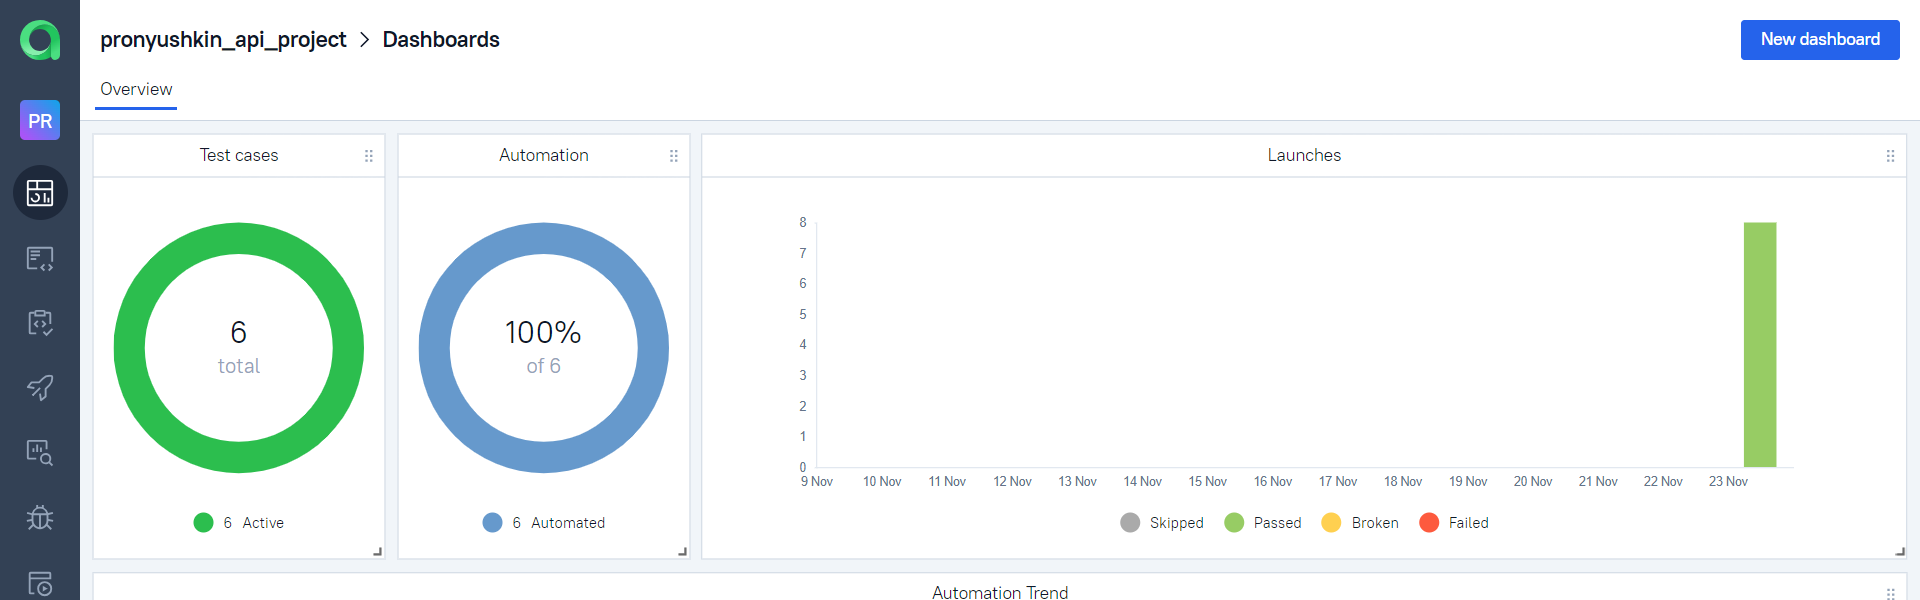 pronyushkin_api_project > Dashboards
New dashboard
Overview
PR
Test cases
6
total
6 Active
Automation
100%
of 6
6 Automated
Launches
8
7
6
5
4
3
2
1
0
9 Nov 10 Nov 11 Nov 12 Nov 13 Nov 14 Nov 15 Nov 16 Nov 17 Nov 18 Nov 19 Nov 20 Nov 21 Nov 22 Nov 23 Nov
Skipped Passed Broken Failed
Automation Trend